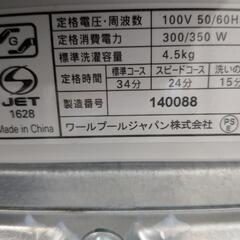 定格電圧・周波数 100V 50/60H
定格消費電力 300/350 W
標準洗濯容量 4.5kg
標準コース スピードコース 洗いの
定格時間 34分 24分 15分
製造番号 140088
ワールプールジャパン株式会社
PS E
G
S
JET
1628
Made in China